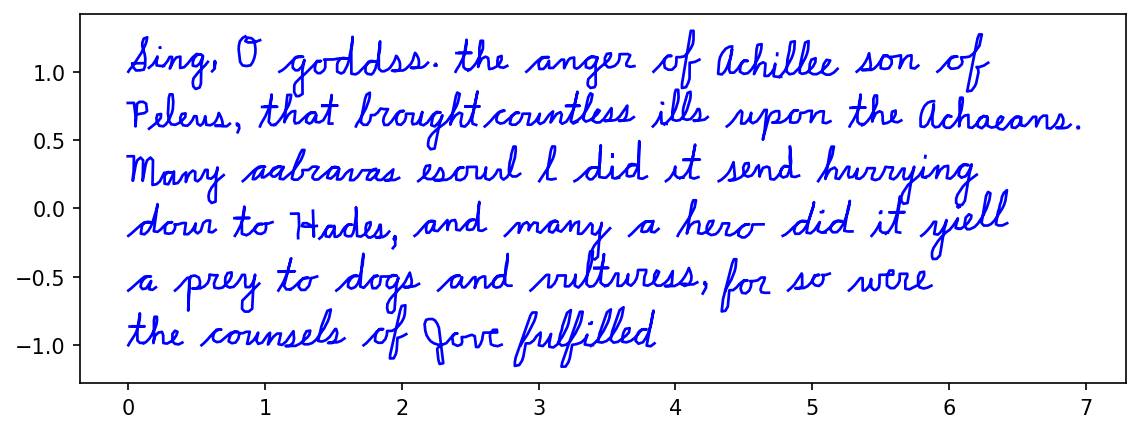 Sing, O goddss. the anger of Achillee son of
Peleus, that brought countless ills upon the Achaeans.
Many aabravas esourl l did it send hurrying
dowr to Hades, and many a hero did it yiell
a prey to dogs and vulturess, for so were
the counsels of Jove fulfilled
1.0
0.5
0.0
−0.5
−1.0
0 1 2 3 4 5 6 7